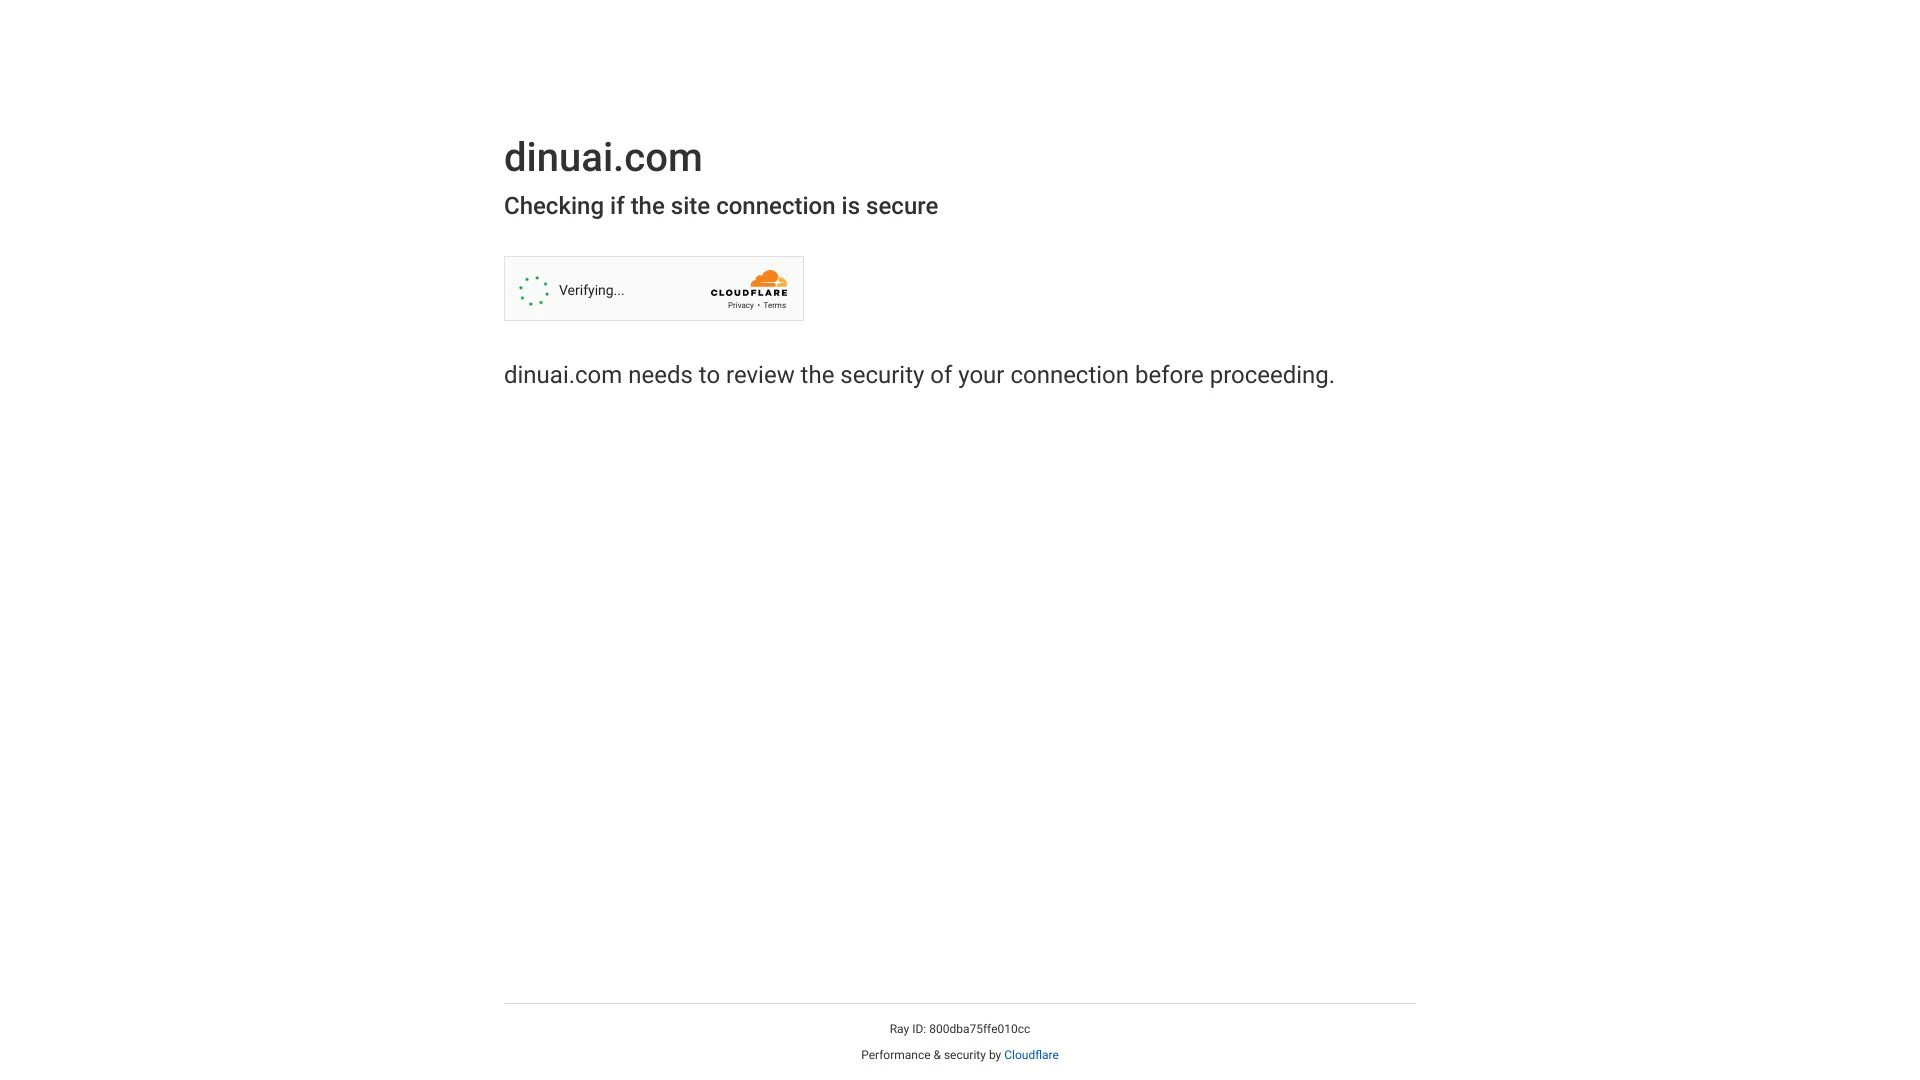 dinuai.com
Checking if the site connection is secure
Verifying...
CLOUDFLARE
Privacy • Terms
dinuai.com needs to review the security of your connection before proceeding.
Ray ID: 800dba75ffe010cc
Performance & security by Cloudflare